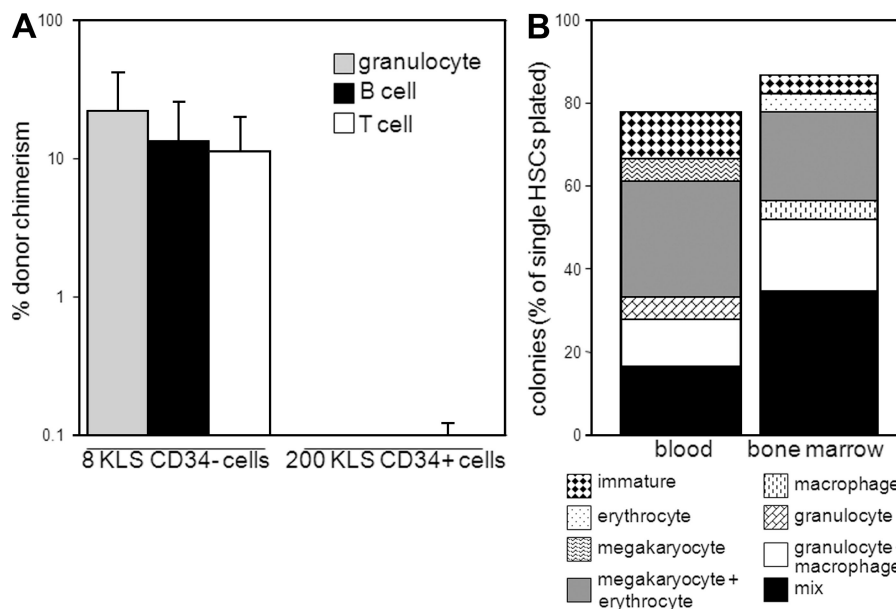 A
100
10
1
0.1
% donor chimerism
granulocyte
B cell
T cell
8 KLS CD34- cells
200 KLS CD34+ cells
B
100
80
60
40
20
0
colonies (% of single HSCs plated)
blood
bone marrow
immature
erythrocyte
megakaryocyte
megakaryocyte +
erythrocyte
macrophage
granulocyte
granulocyte
macrophage
mix